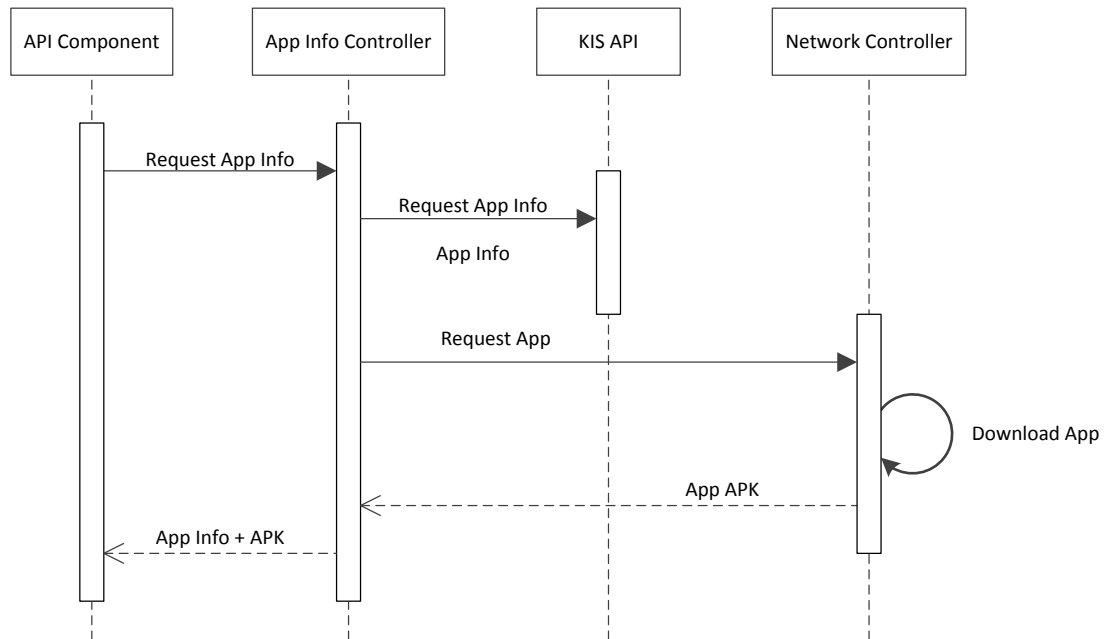 API Component
App Info Controller
KIS API
Network Controller
Request App Info
Request App Info
App Info
Request App
Download App
App APK
App Info + APK